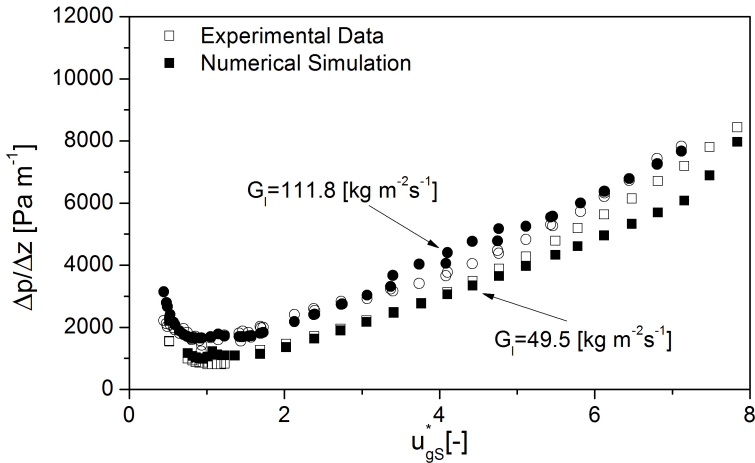 12000
10000
8000
6000
4000
2000
0
Δp/Δz [Pa m⁻¹]
Experimental Data
Numerical Simulation
Gₗ=111.8 [kg m⁻²s⁻¹]
Gₗ=49.5 [kg m⁻²s⁻¹]
0 2 4 6 8
u*gS[-]